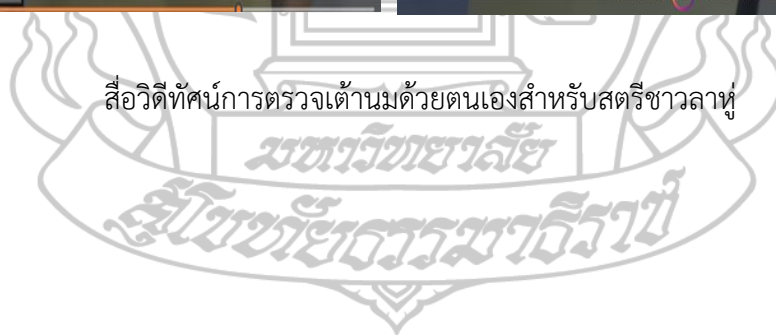 สื่อวิดีทัศน์การตรวจเต้านมด้วยตนเองสำหรับสตรีชาวลาหู่
มหาวิทยาลัย
สุโขทัยธรรมาธิราช